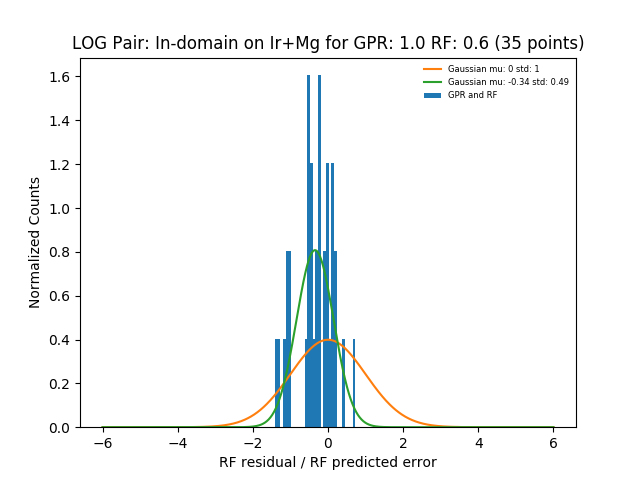 LOG Pair: In-domain on Ir+Mg for GPR: 1.0 RF: 0.6 (35 points)
Gaussian mu: 0 std: 1
Gaussian mu: -0.34 std: 0.49
GPR and RF
Normalized Counts
1.6
1.4
1.2
1.0
0.8
0.6
0.4
0.2
0.0
−6
−4
−2
0
2
4
6
RF residual / RF predicted error